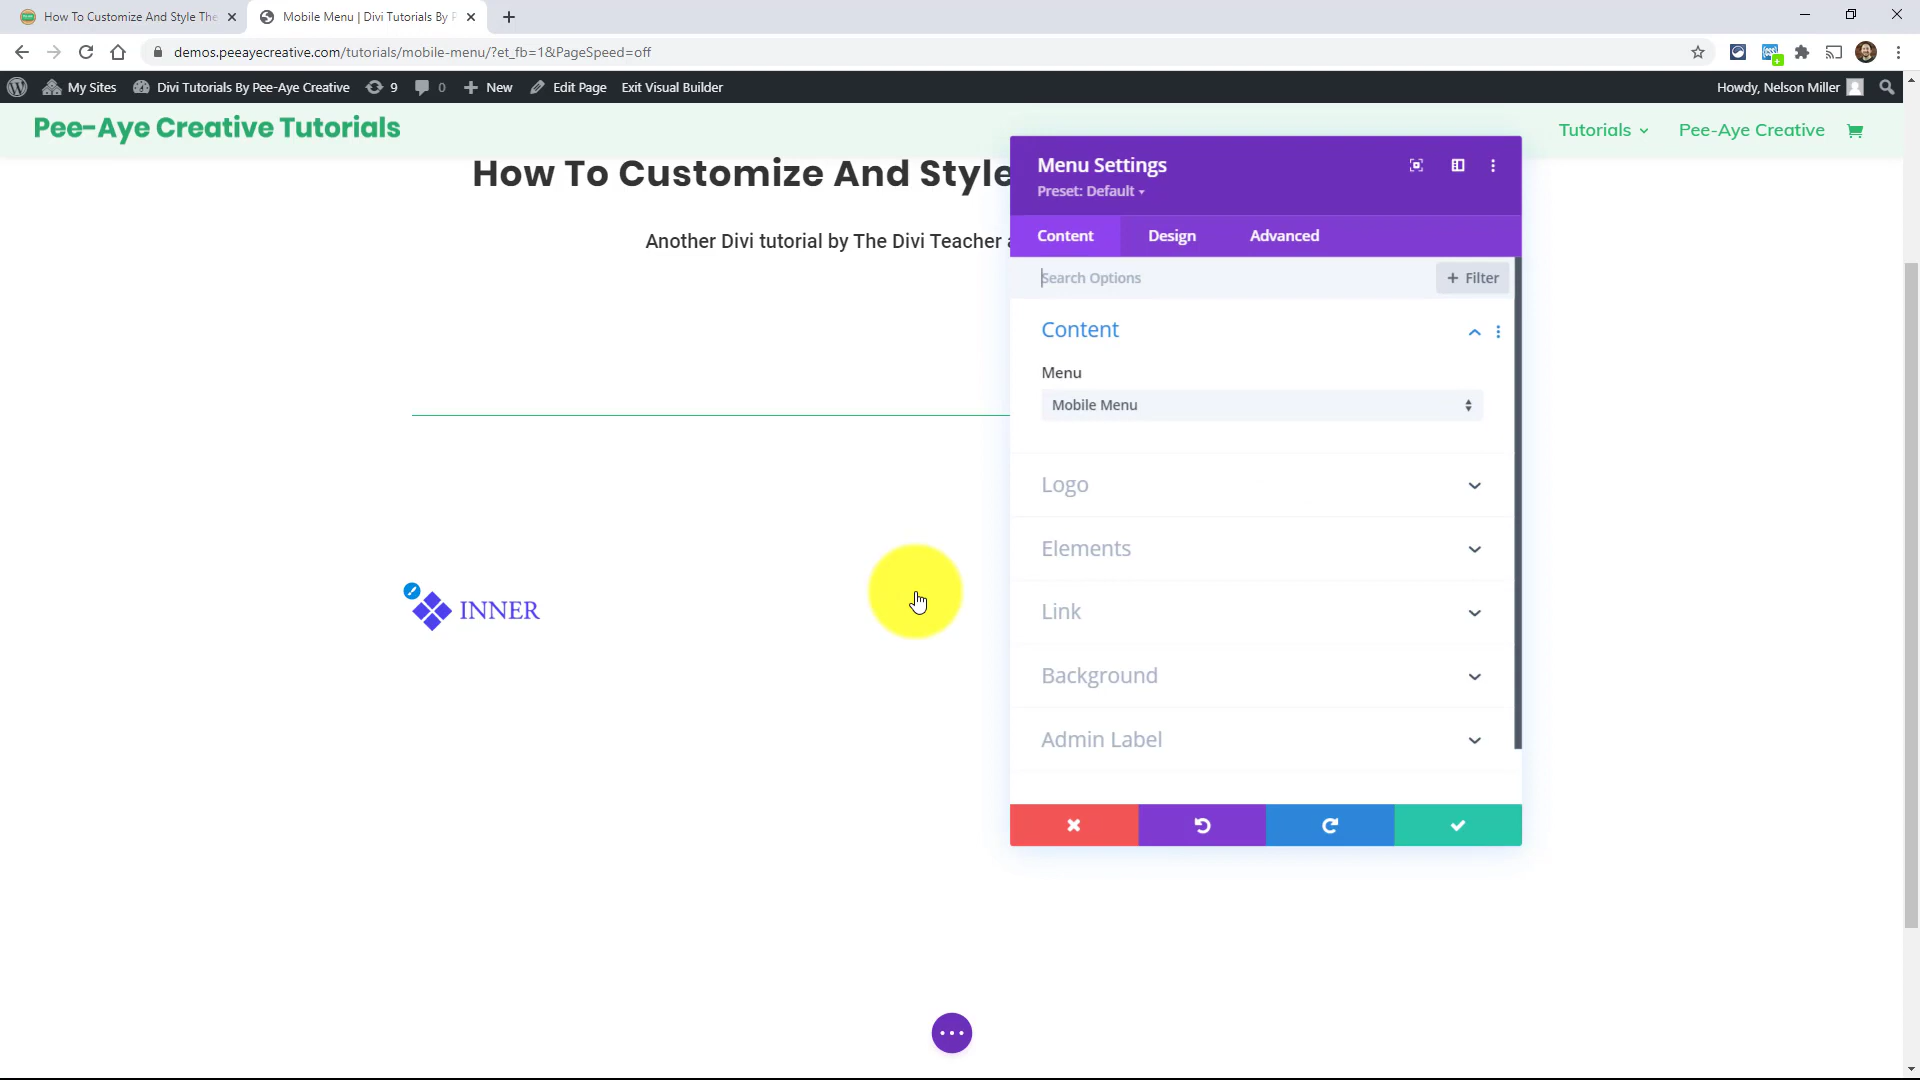 How To Customize And Style The
Mobile Menu | Divi Tutorials By P
demos.peeayecreative.com/tutorials/mobile-menu/?et_fb=1&PageSpeed=off
My Sites
Divi Tutorials By Pee-Aye Creative
9
0
New
Edit Page
Exit Visual Builder
Howdy, Nelson Miller
Pee-Aye Creative Tutorials
Tutorials
Pee-Aye Creative
How To Customize And Style
Another Divi tutorial by The Divi Teacher a
INNER
Menu Settings
Preset: Default
Content
Design
Advanced
Search Options
+ Filter
Content
Menu
Mobile Menu
Logo
Elements
Link
Background
Admin Label